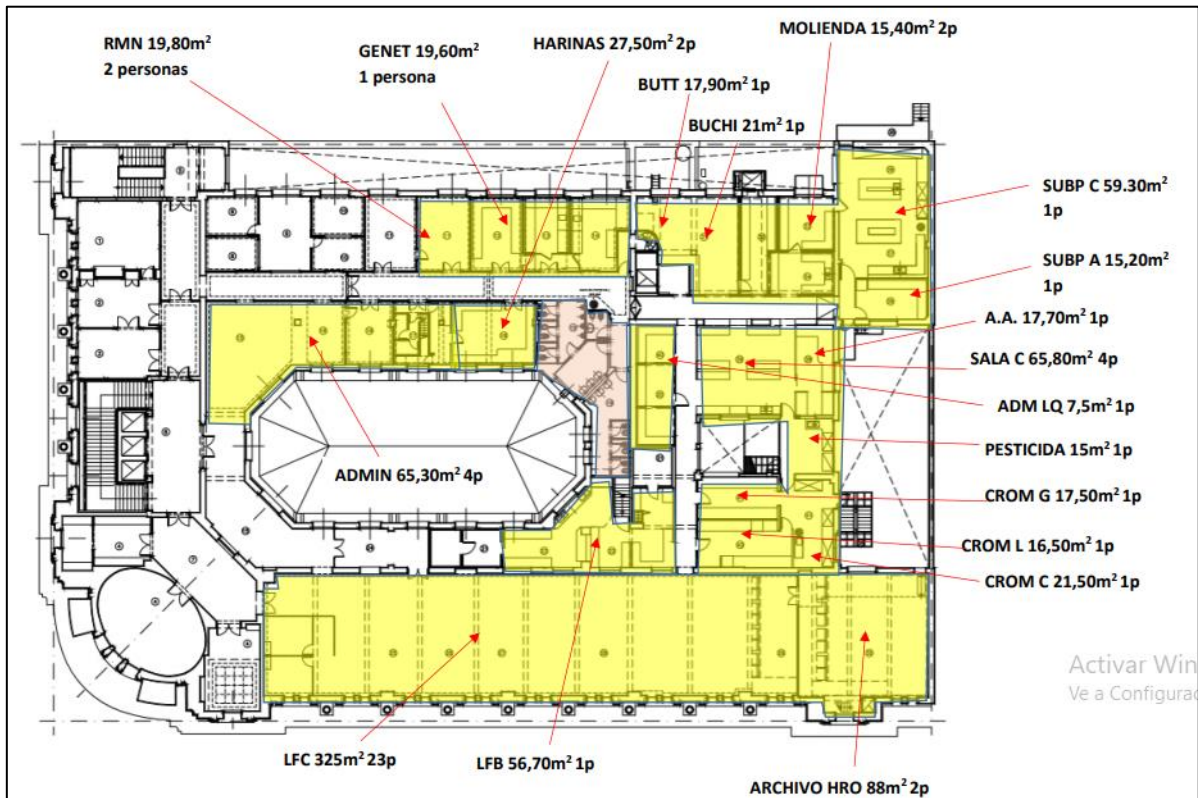 RMN 19,80m²
2 personas
GENET 19,60m²
1 persona
HARINAS 27,50m² 2p
MOLIENDA 15,40m² 2p
BUTT 17,90m² 1p
BUCHI 21m² 1p
SUBP C 59.30m²
1p
SUBP A 15,20m²
1p
A.A. 17,70m² 1p
SALA C 65,80m² 4p
ADM LQ 7,5m² 1p
PESTICIDA 15m² 1p
CROM G 17,50m² 1p
CROM L 16,50m² 1p
CROM C 21,50m² 1p
ADMIN 65,30m² 4p
LFC 325m² 23p
LFB 56,70m² 1p
ARCHIVO HRO 88m² 2p
Activar Win
Ve a Configurac